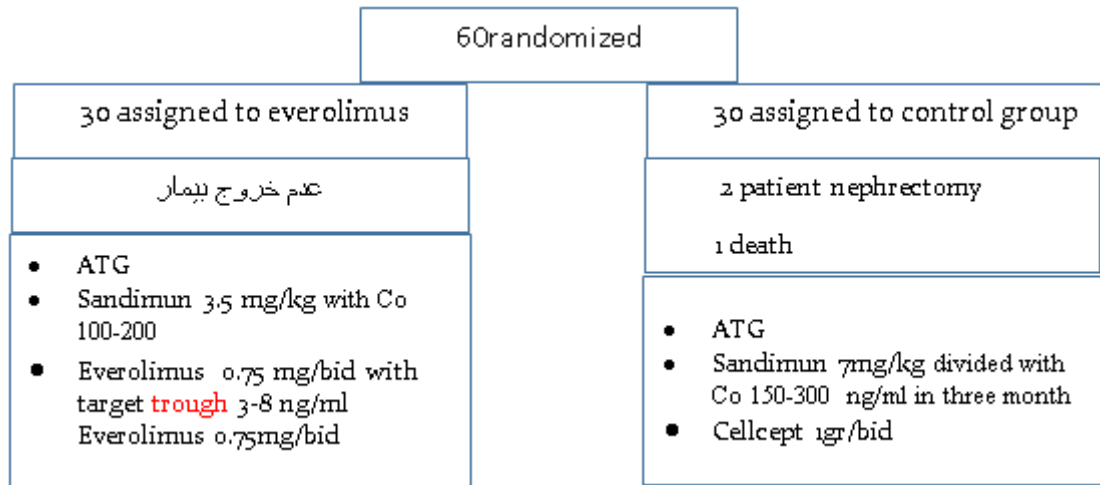 60randomized
30 assigned to everolimus
عدم خروج بیمار
• ATG
• Sandimun 3.5 mg/kg with Co
100-200
• Everolimus 0.75 mg/bid with
target trough 3-8 ng/ml
Everolimus 0.75mg/bid
30 assigned to control group
2 patient nephrectomy
1 death
• ATG
• Sandimun 7mg/kg divided with
Co 150-300 ng/ml in three month
• Cellcept 1gr/bid